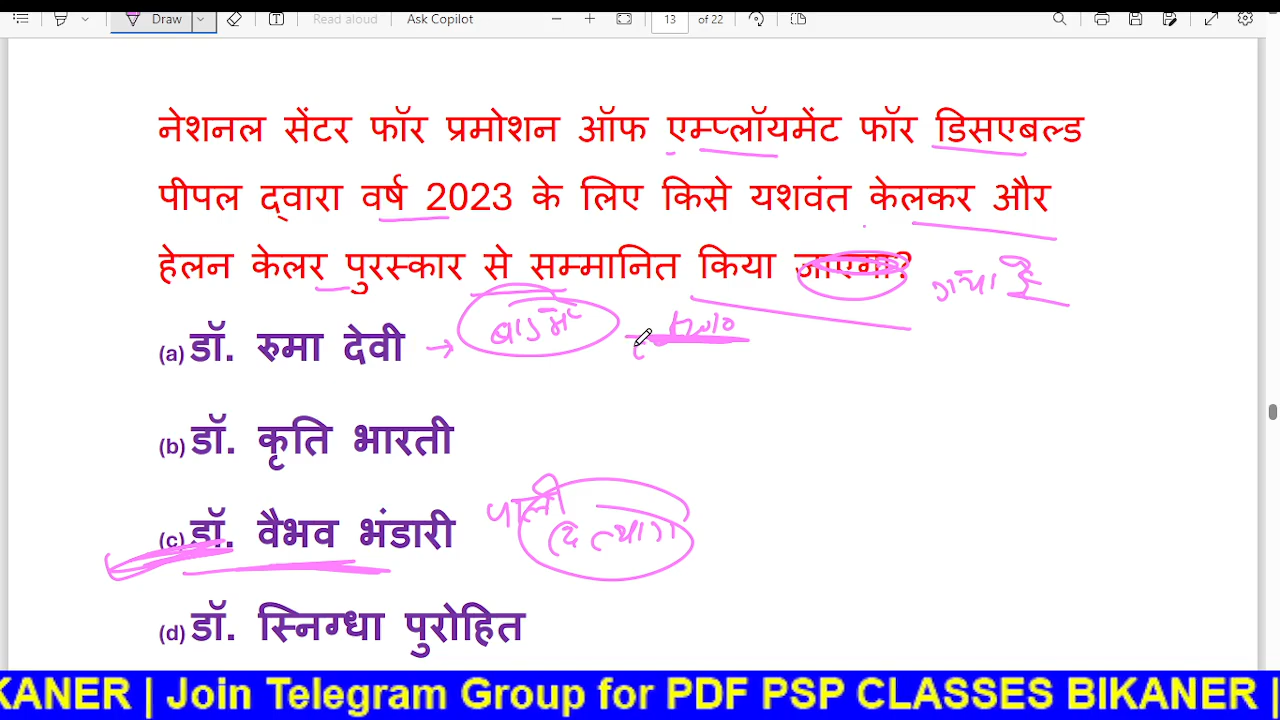 Draw
Read aloud
Ask Copilot
13 of 22
नेशनल सेंटर फॉर प्रमोशन ऑफ एम्प्लॉयमेंट फॉर डिसएबल्ड
पीपल द्वारा वर्ष 2023 के लिए किसे यशवंत केलकर और
हेलन केलर पुरस्कार से सम्मानित किया जाएगा?
गया है
(a) डॉ. रुमा देवी
(b) डॉ. कृति भारती
पाली
(c) डॉ. वैभव भंडारी
(d) डॉ. स्निग्धा पुरोहित
KANER | Join Telegram Group for PDF PSP CLASSES BIKANER |